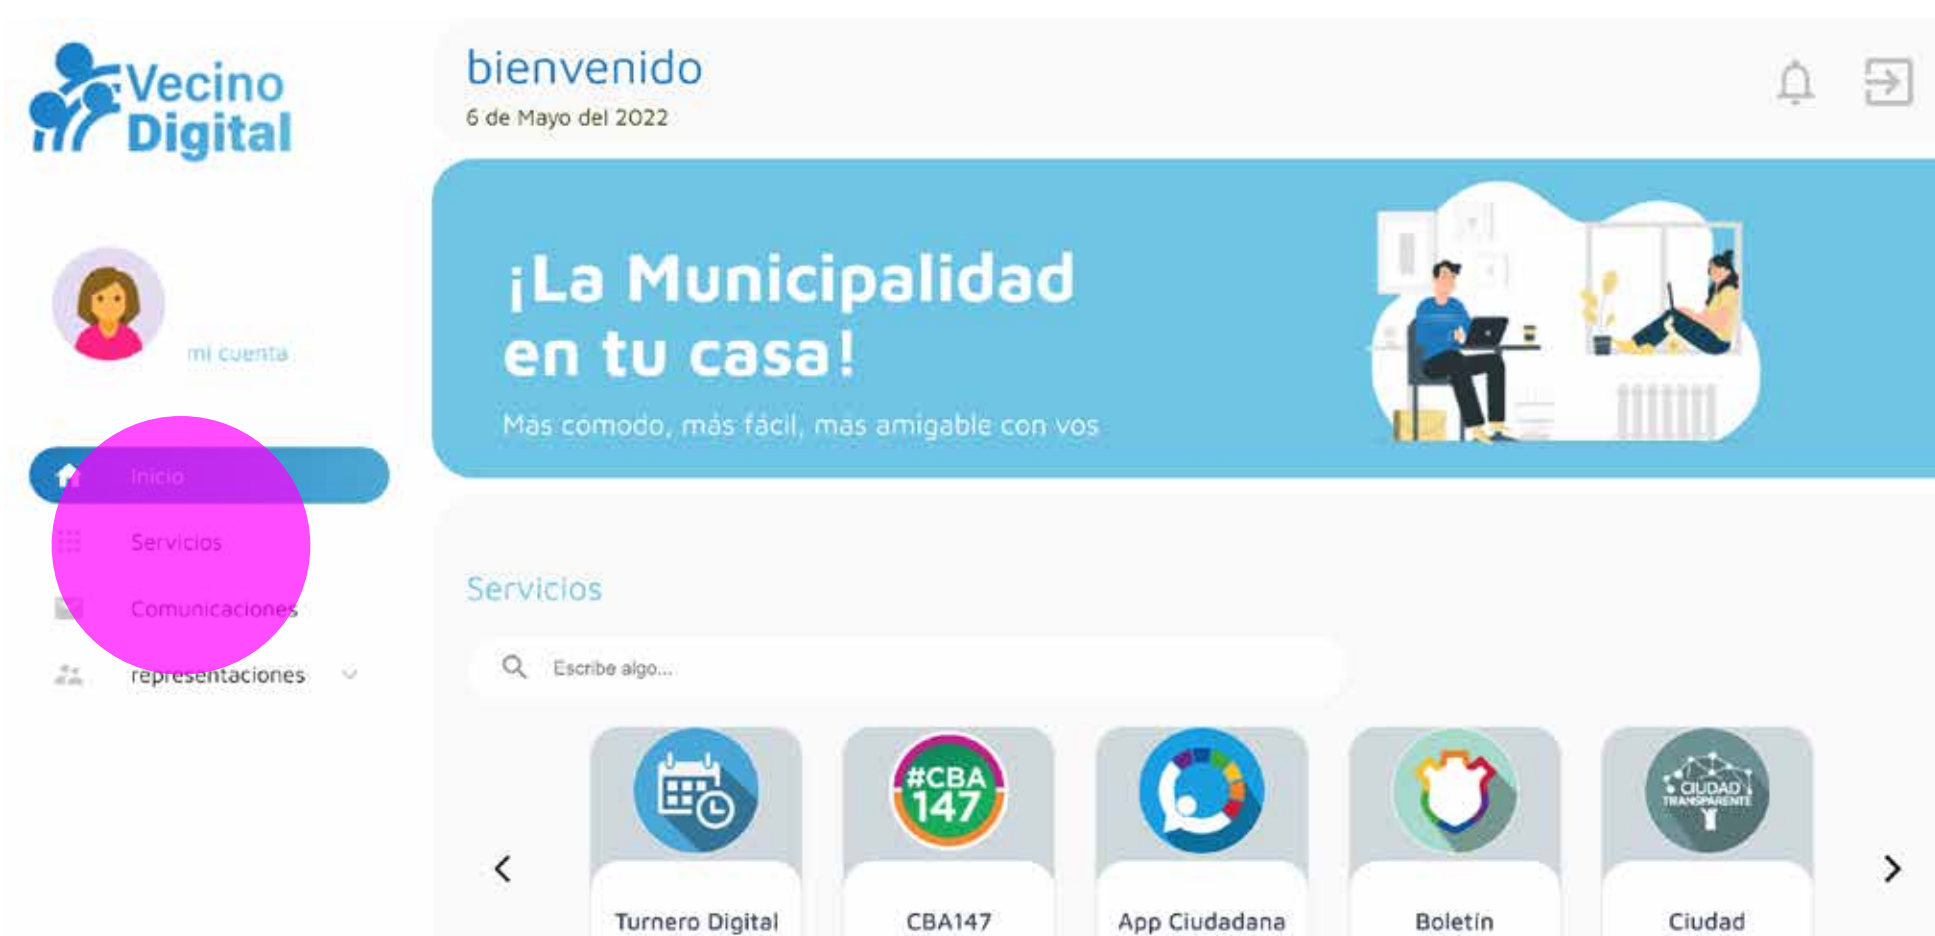 Vecino
Digital
bienvenido
6 de Mayo del 2022
¡La Municipalidad
en tu casa!
Más cómodo, más fácil, más amigable con vos
mi cuenta
Inicio
Servicios
Comunicaciones
representaciones
Servicios
Escribe algo...
#CBA
147
CIUDAD
TRANSPARENTE
Turnero Digital
CBA147
App Ciudadana
Boletín
Ciudad